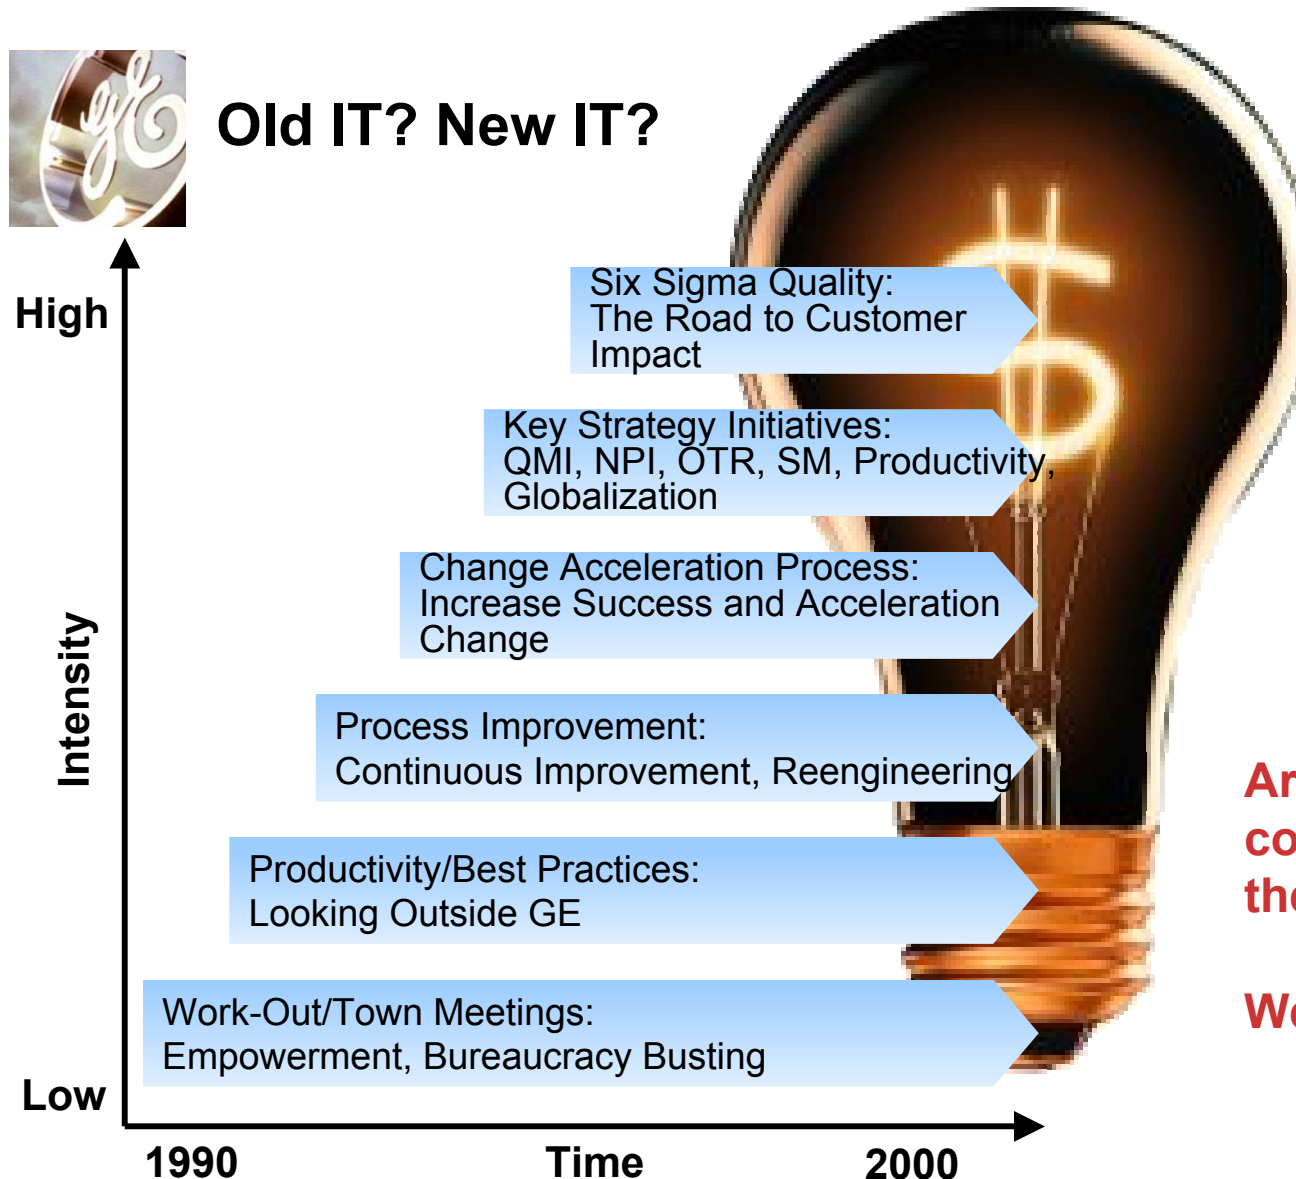 Old IT? New IT?
High
Six Sigma Quality:
The Road to Customer
Impact
Key Strategy Initiatives:
QMI, NPI, OTR, SM, Productivity,
Globalization
Change Acceleration Process:
Increase Success and Acceleration
Change
Intensity
Process Improvement:
Continuous Improvement, Reengineering
Productivity/Best Practices:
Looking Outside GE
Work-Out/Town Meetings:
Empowerment, Bureaucracy Busting
Low
1990 Time 2000